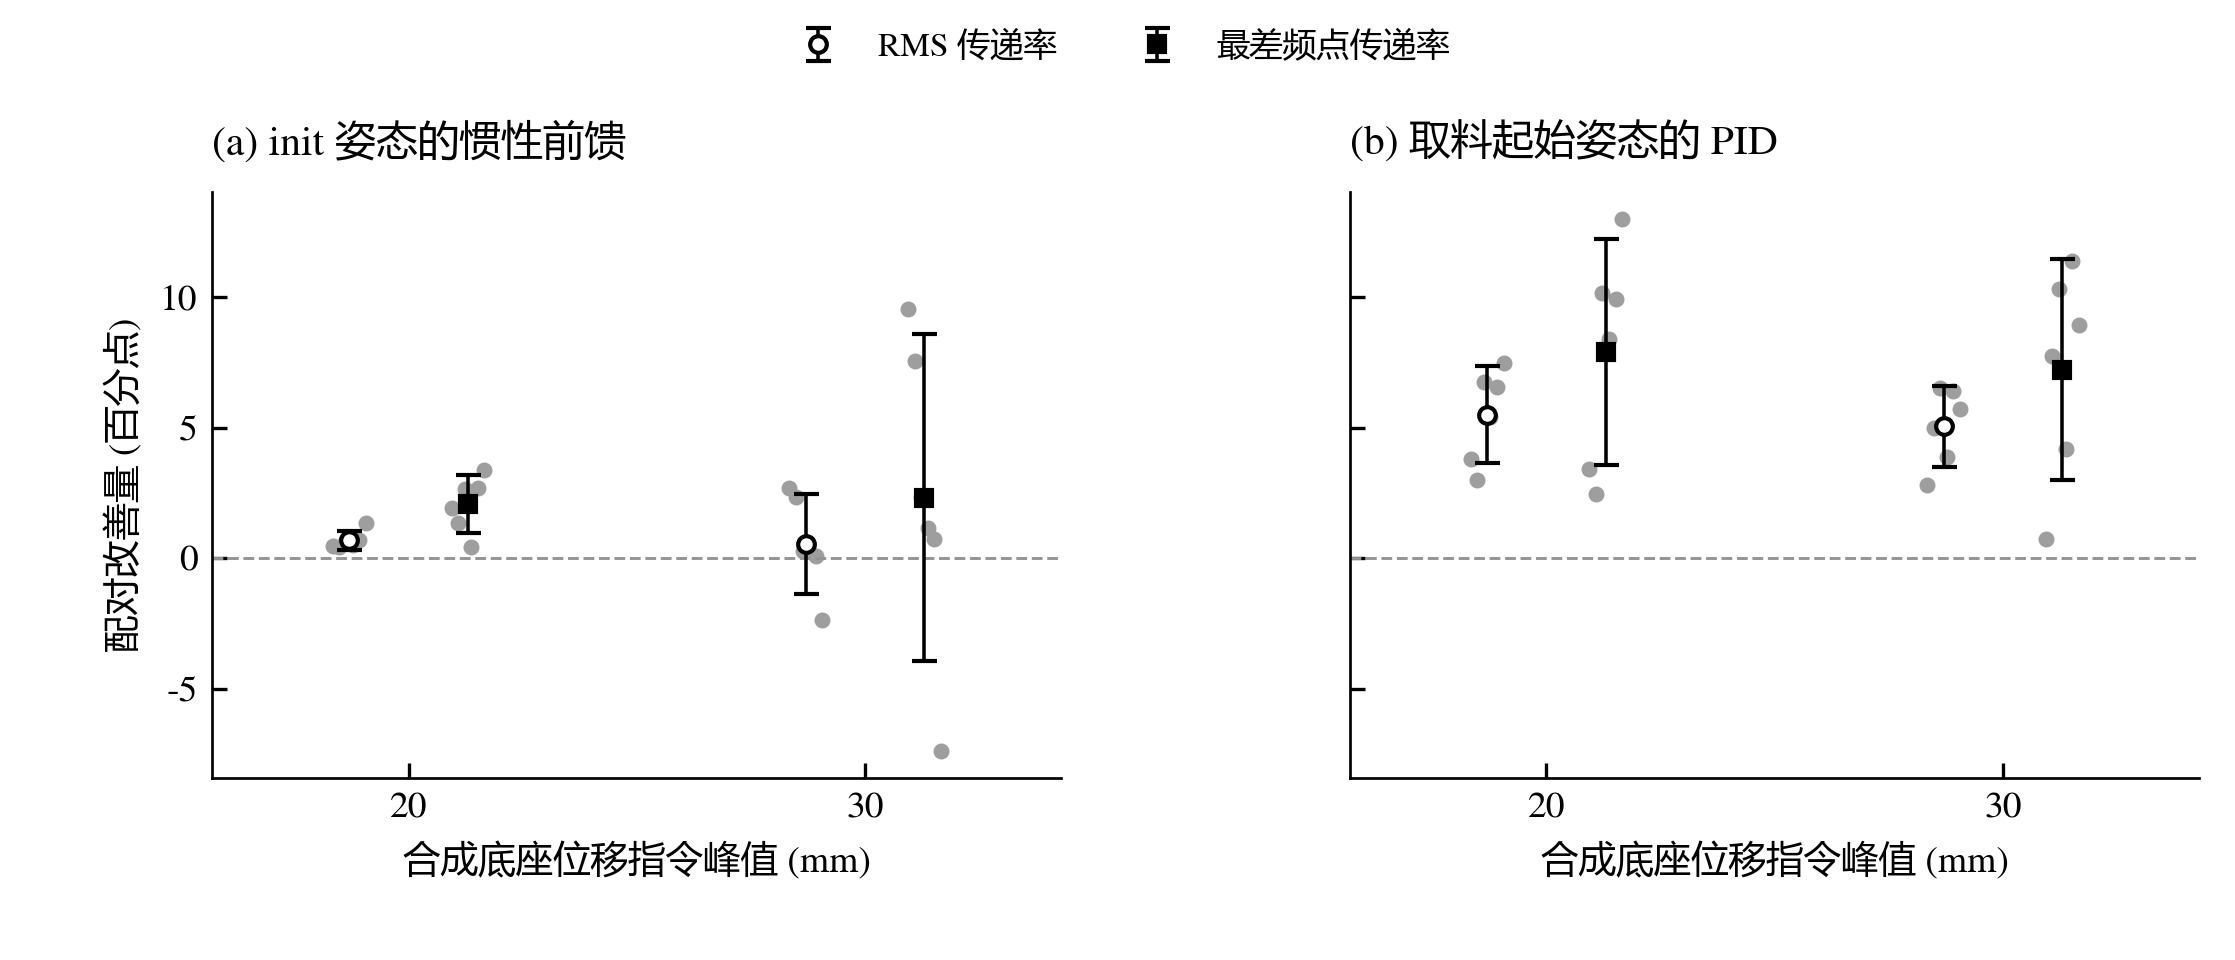 RMS 传递率
最差频点传递率
(a) init 姿态的惯性前馈
(b) 取料起始姿态的 PID
配对改善量 (百分点)
10
5
0
-5
20
30
20
30
合成底座位移指令峰值 (mm)
合成底座位移指令峰值 (mm)